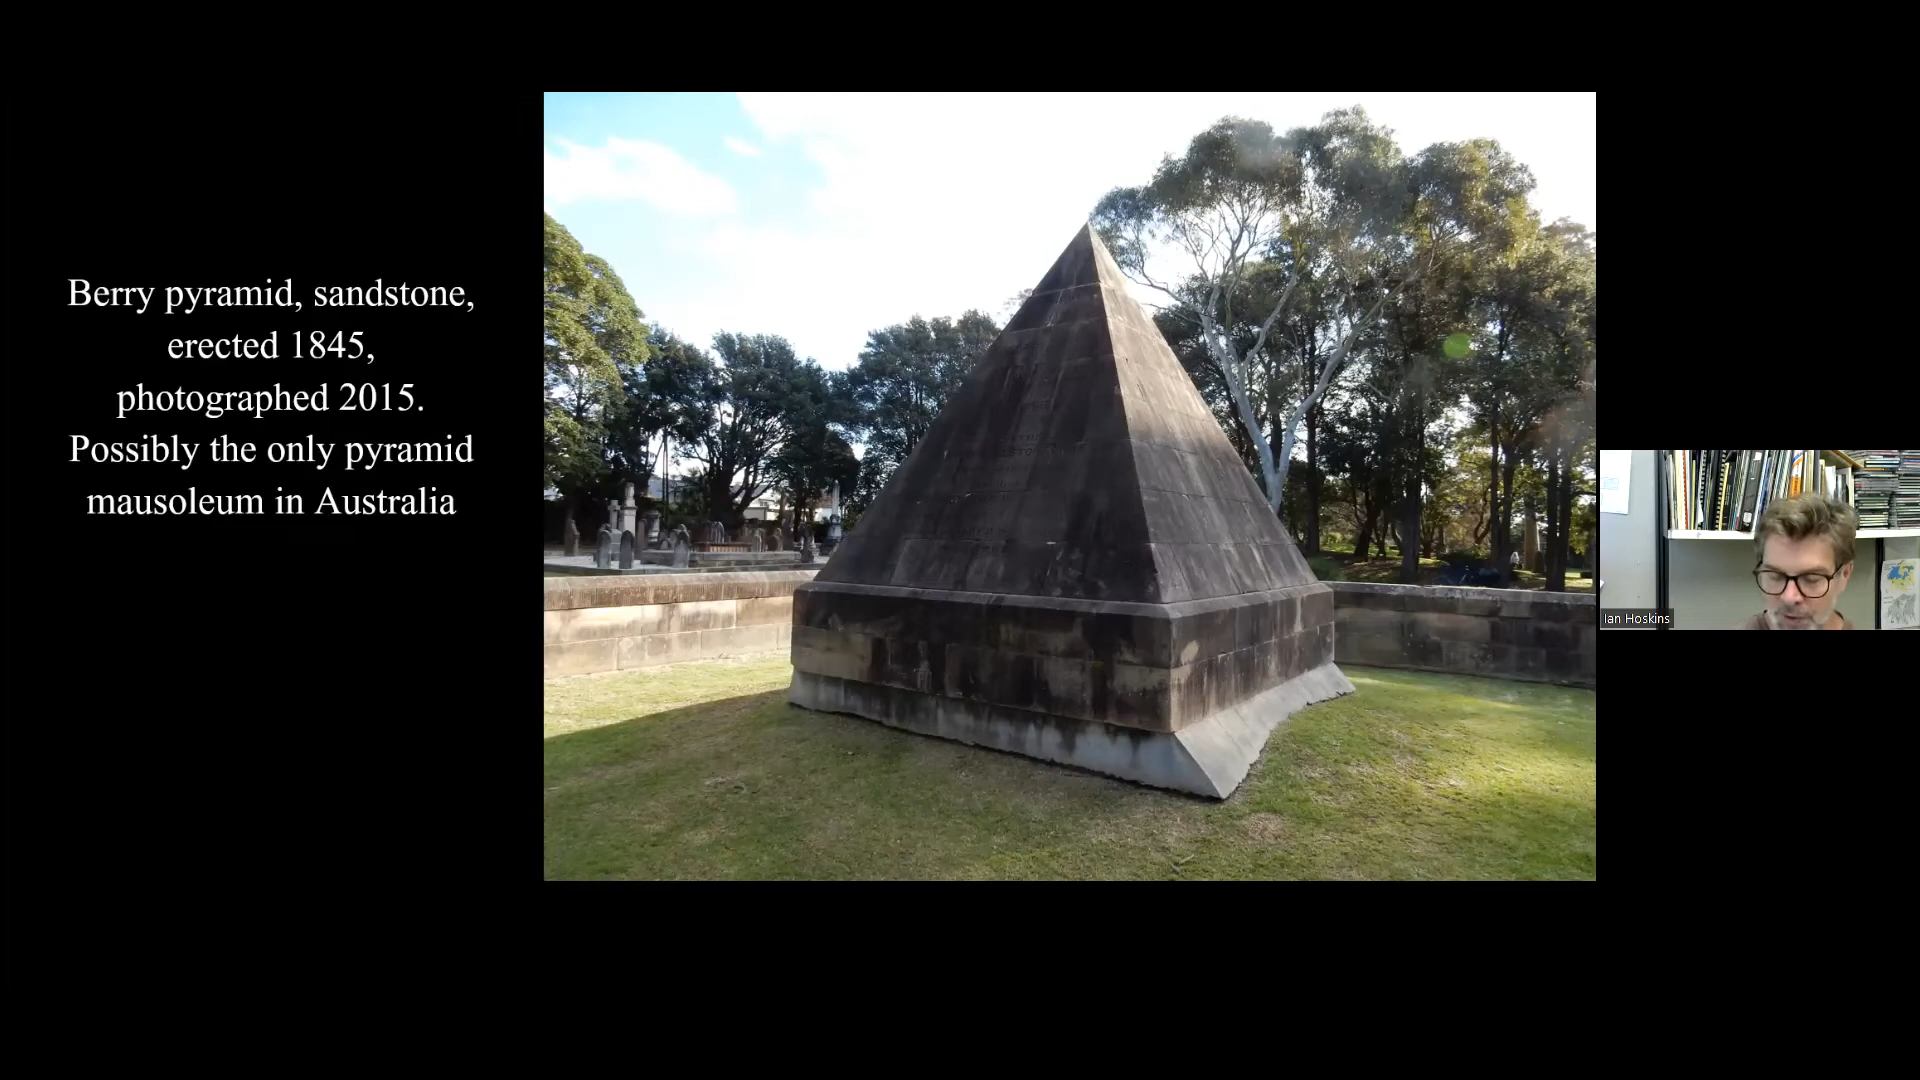 Berry pyramid, sandstone,
erected 1845,
photographed 2015.
Possibly the only pyramid
mausoleum in Australia
Ian Hoskins